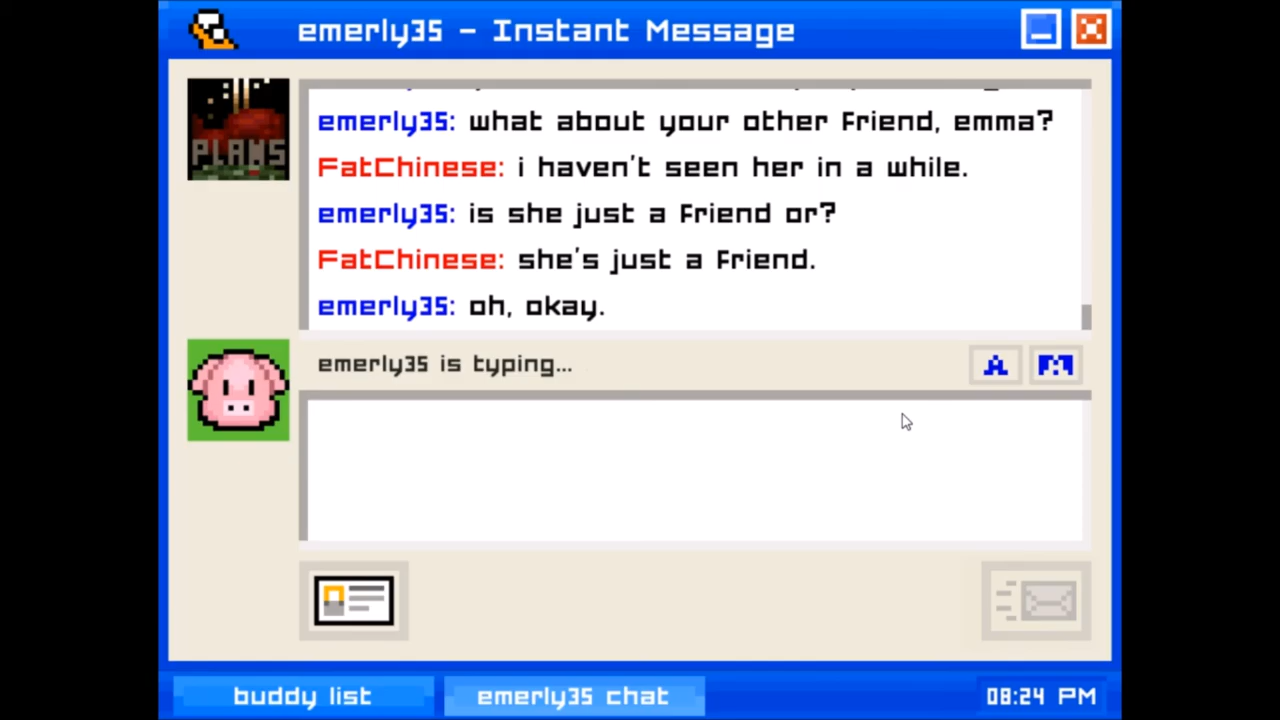 emerly35 - Instant Message
PLANS
emerly35: what about your other friend, emma?
FatChinese: i haven't seen her in a while.
emerly35: is she just a friend or?
FatChinese: she's just a friend.
emerly35: oh, okay.
emerly35 is typing...
A
buddy list
emerly35 chat
08:24 PM